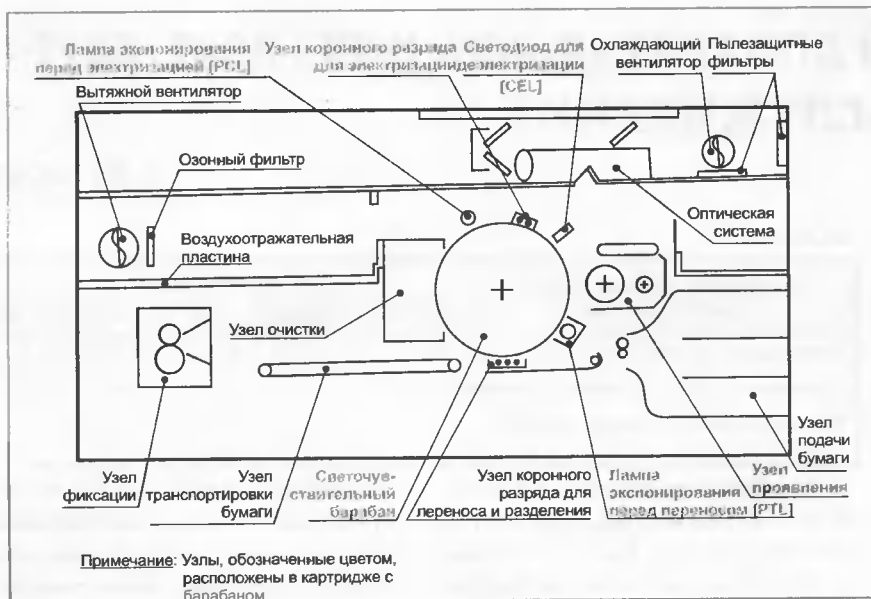 Лампа экспонирования
перед электризацией [PCL]
Узел коронного разряда
для электризации
Светодиод для
деэлектризации
[CEL]
Охлаждающий
вентилятор
Пылезащитные
фильтры
Вытяжной вентилятор
Озонный фильтр
Оптическая
система
Воздухоотражательная
пластина
Узел очистки
Узел
подачи
бумаги
Узел
фиксации
Узел
транспортировки
бумаги
Светочув-
ствительный
барабан
Узел коронного
разряда для
переноса и разделения
Лампа
экспонирования
перед переносом [PTL]
Узел
проявления
Примечание: Узлы, обозначенные цветом,
расположены в картридже с
барабаном